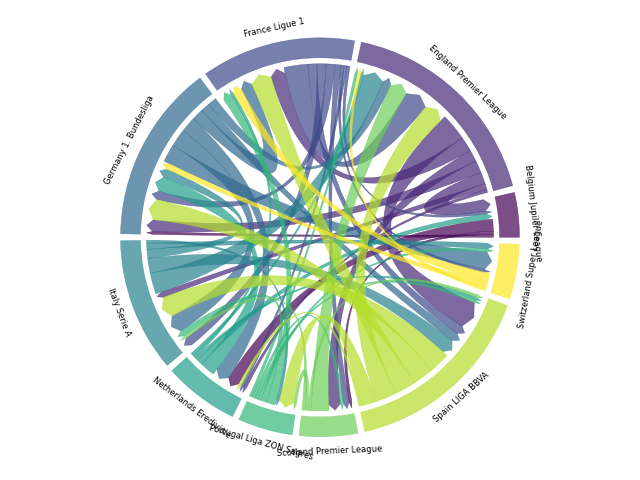 France Ligue 1
England Premier League
Germany 1. Bundesliga
Belgium Jupiler League
Switzerland Super League
Italy Serie A
Spain LIGA BBVA
Netherlands Eredivisie
Portugal Liga ZON Sagres
Scotland Premier League